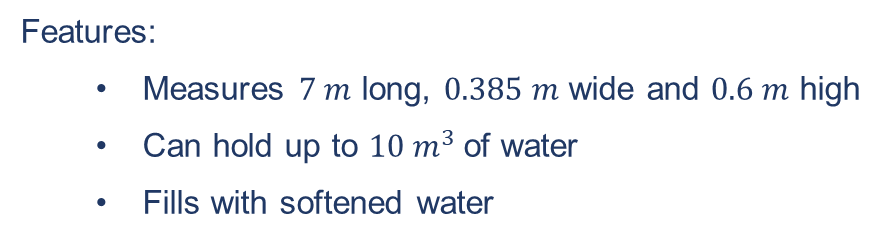 Features:
• Measures 7 m long, 0.385 m wide and 0.6 m high
• Can hold up to 10 m³ of water
• Fills with softened water